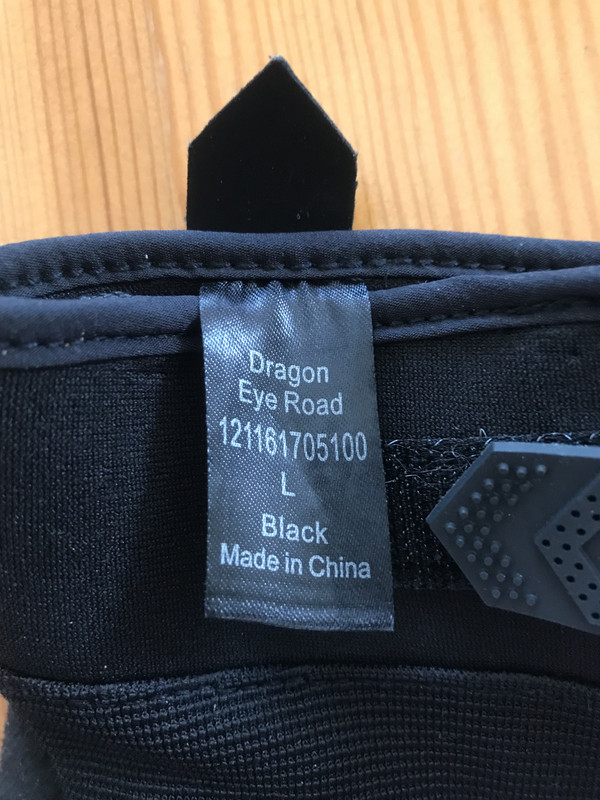 Dragon
Eye Road
121161705100
L
Black
Made in China